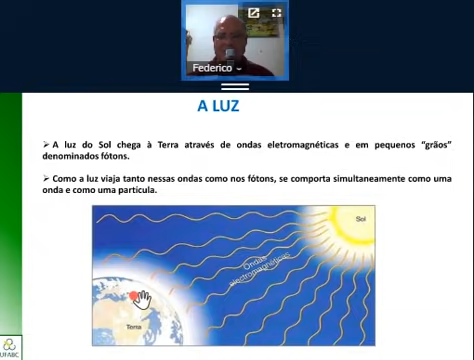 Federico
A LUZ
➢ A luz do Sol chega à Terra através de ondas eletromagnéticas e em pequenos “grãos”
denominados fótons.
➢ Como a luz viaja tanto nessas ondas como nos fótons, se comporta simultaneamente como uma
onda e como uma partícula.
Sol
Ondas
eletromagnéticas
Terra
UFABC